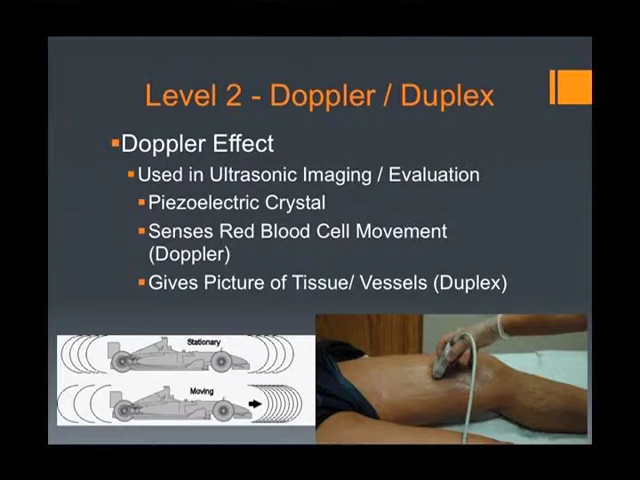 Level 2 - Doppler / Duplex
Doppler Effect
Used in Ultrasonic Imaging / Evaluation
Piezoelectric Crystal
Senses Red Blood Cell Movement
(Doppler)
Gives Picture of Tissue/ Vessels (Duplex)
Stationary
Moving